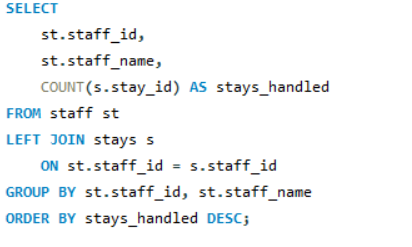 SELECT
    st.staff_id,
    st.staff_name,
    COUNT(s.stay_id) AS stays_handled
FROM staff st
LEFT JOIN stays s
    ON st.staff_id = s.staff_id
GROUP BY st.staff_id, st.staff_name
ORDER BY stays_handled DESC;